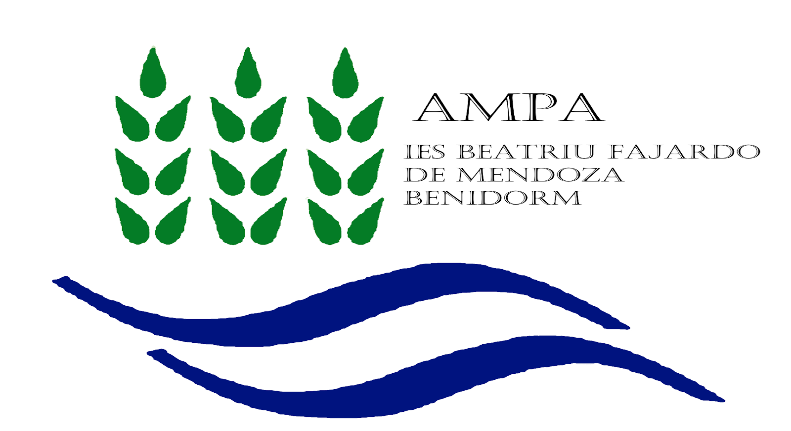 AMPA
IES BEATRIU FAJARDO
DE MENDOZA
BENIDORM